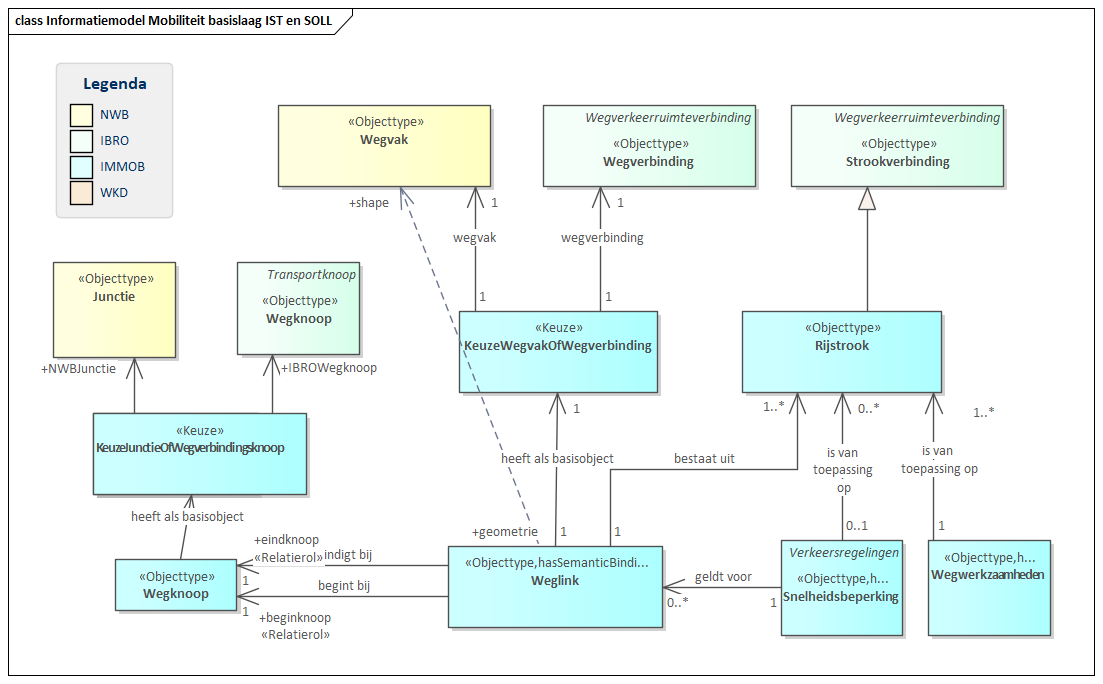 class Informatiemodel Mobiliteit basislaag IST en SOLL
Legenda
NWB
IBRO
IMMOB
WKD
«Objecttype»
Wegvak
Wegverkeerruimteverbinding
«Objecttype»
Wegverbinding
Wegverkeerruimteverbinding
«Objecttype»
Strookverbinding
+shape
1
1
wegvak
wegverbinding
«Objecttype»
Junctie
Transportknoop
«Objecttype»
Wegknoop
1
1
«Keuze»
KeuzeWegvakOfWegverbinding
«Objecttype»
Rijstrook
+NWBJunctie
+IBROWegknoop
1
1..*
0..*
1..*
«Keuze»
KeuzeJunctieOfWegverbindingsknoop
heeft als basisobject
bestaat uit
is van
toepassing
op
is van
toepassing op
heeft als basisobject
+geometrie
1
1
0..1
1
+eindknoop
«Relatierol»
indigt bij
1
«Objecttype»
Wegknoop
begint bij
1
+beginknoop
«Relatierol»
«Objecttype,hasSemanticBindi...
Weglink
geldt voor
0..*
1
Verkeersregelingen
«Objecttype,h...
Snelheidsbeperking
«Objecttype,h...
Wegwerkzaamheden